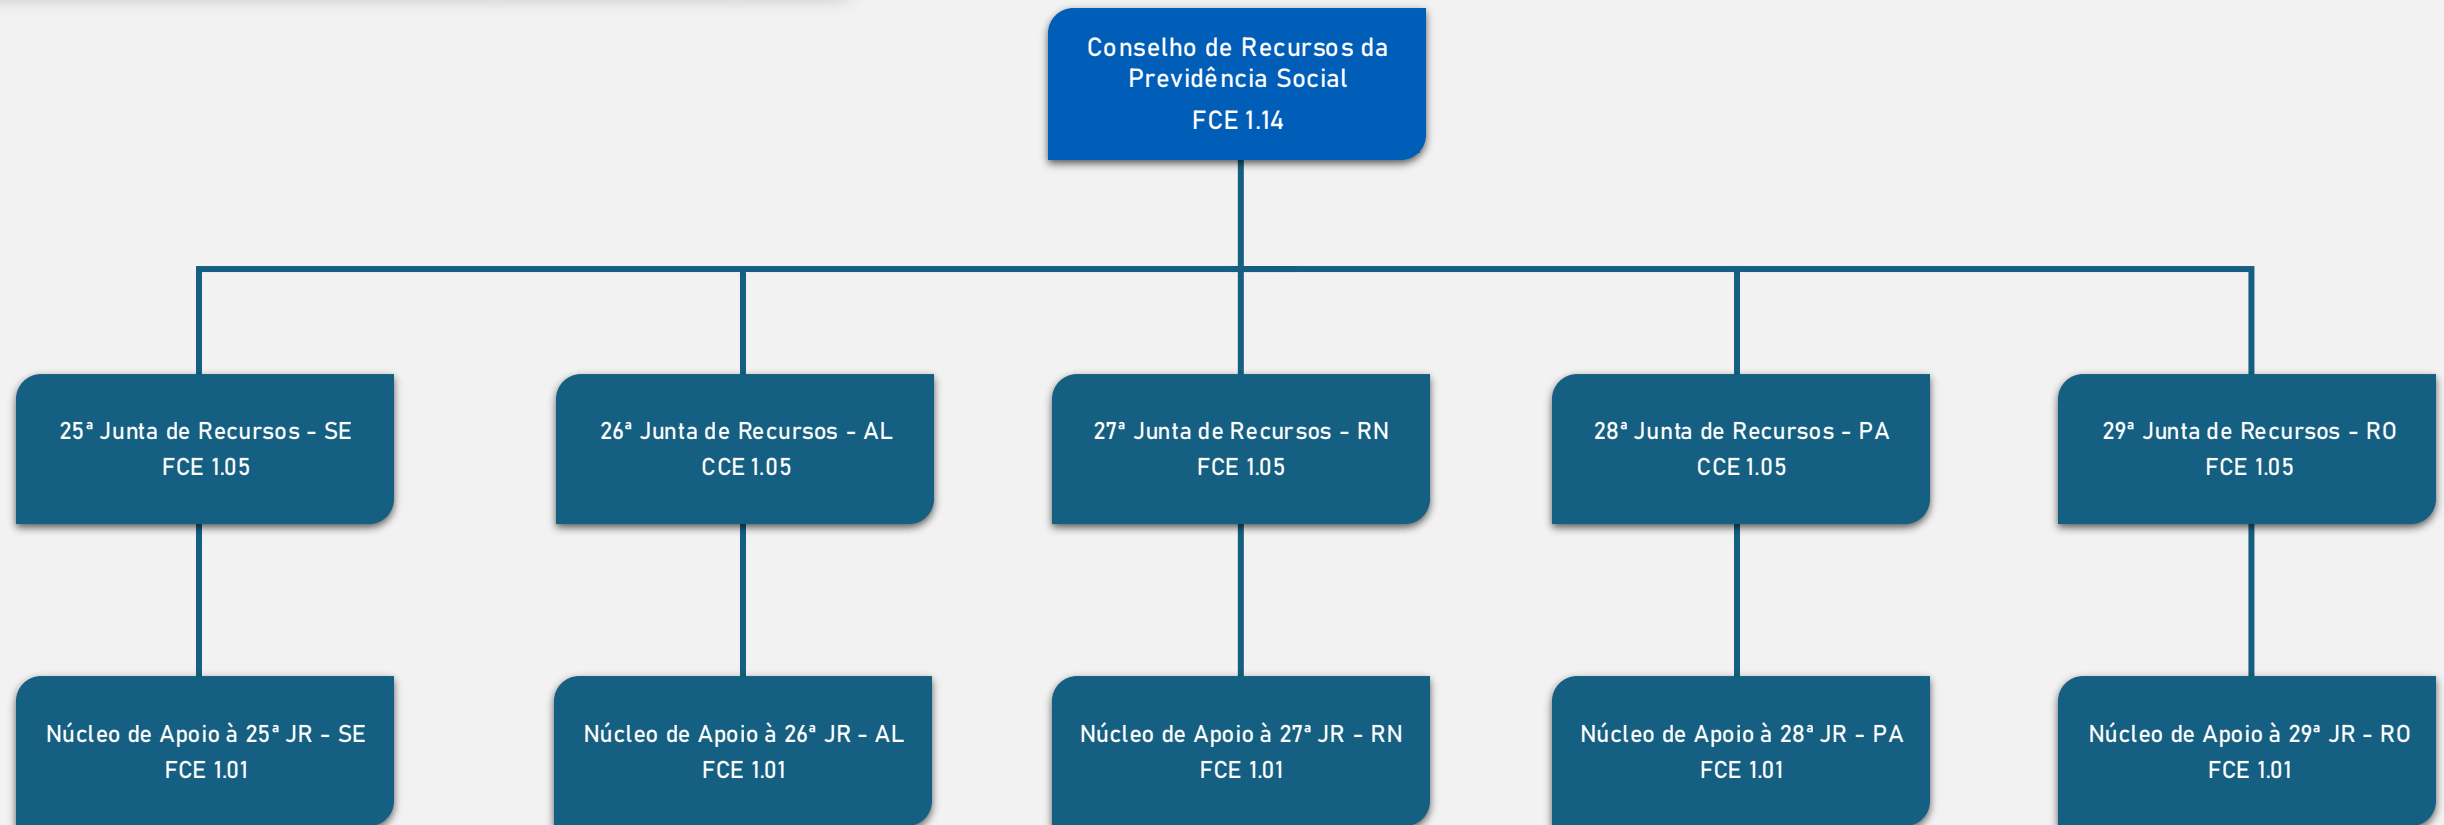 Conselho de Recursos da
Previdência Social
FCE 1.14
25ª Junta de Recursos - SE
FCE 1.05
26ª Junta de Recursos - AL
CCE 1.05
27ª Junta de Recursos - RN
FCE 1.05
28ª Junta de Recursos - PA
CCE 1.05
29ª Junta de Recursos - RO
FCE 1.05
Núcleo de Apoio à 25ª JR - SE
FCE 1.01
Núcleo de Apoio à 26ª JR - AL
FCE 1.01
Núcleo de Apoio à 27ª JR - RN
FCE 1.01
Núcleo de Apoio à 28ª JR - PA
FCE 1.01
Núcleo de Apoio à 29ª JR - RO
FCE 1.01